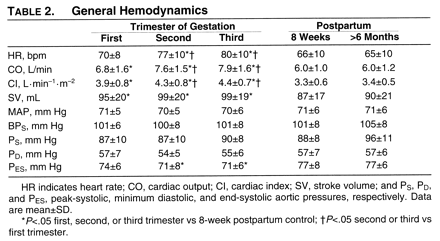 TABLE 2. General Hemodynamics
Trimester of Gestation Postpartum
First Second Third 8 Weeks >6 Months
HR, bpm 70±8 77±10*† 80±10*† 66±10 65±10
CO, L/min 6.8±1.6* 7.6±1.5*† 7.9±1.6*† 6.0±1.0 6.0±1.2
CI, L·min⁻¹·m⁻² 3.9±0.8* 4.3±0.8*† 4.4±0.7*† 3.3±0.6 3.4±0.5
SV, mL 95±20* 99±20* 99±19* 87±17 90±21
MAP, mm Hg 71±5 70±5 70±6 71±6 71±6
BPS, mm Hg 101±6 100±8 101±8 101±8 105±8
PS, mm Hg 87±10 87±10 90±8 88±8 96±11
PD, mm Hg 57±7 54±5 55±6 57±7 57±6
PES, mm Hg 74±6 71±8* 71±6* 77±8 77±6
HR indicates heart rate; CO, cardiac output; CI, cardiac index; SV, stroke volume; and PS, PD,
and PES, peak-systolic, minimum diastolic, and end-systolic aortic pressures, respectively. Data
are mean±SD.
*P<.05 first, second, or third trimester vs 8-week postpartum control; †P<.05 second or third vs
first trimester.